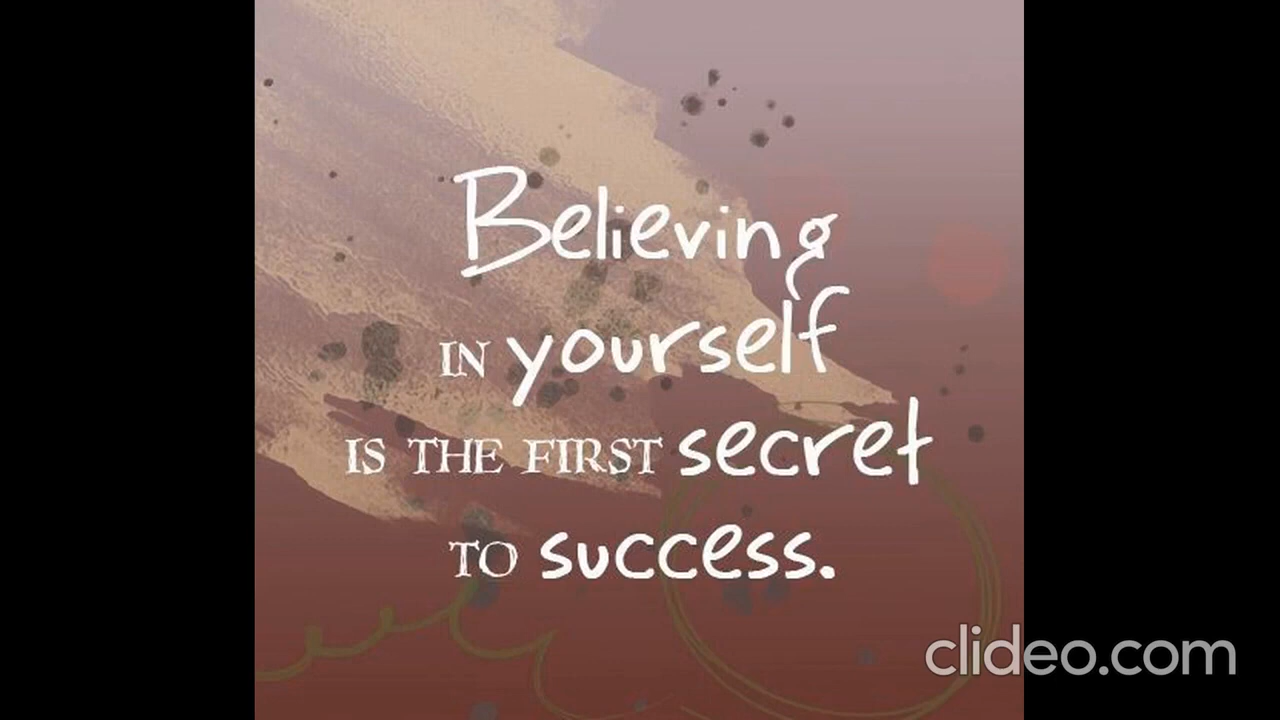 Believing
IN yourself
IS THE FIRST secret
TO success.
clideo.com